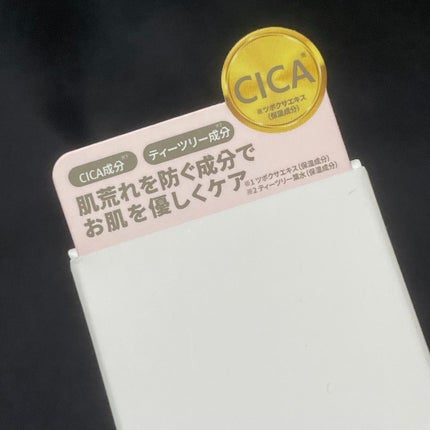 CICA※
※ツボクサエキス
(保湿成分)
CICA成分※1 ティーツリー成分※2
肌荒れを防ぐ成分で
お肌を優しくケア
※1 ツボクサエキス(保湿成分)
※2 ティーツリー葉水(保湿成分)